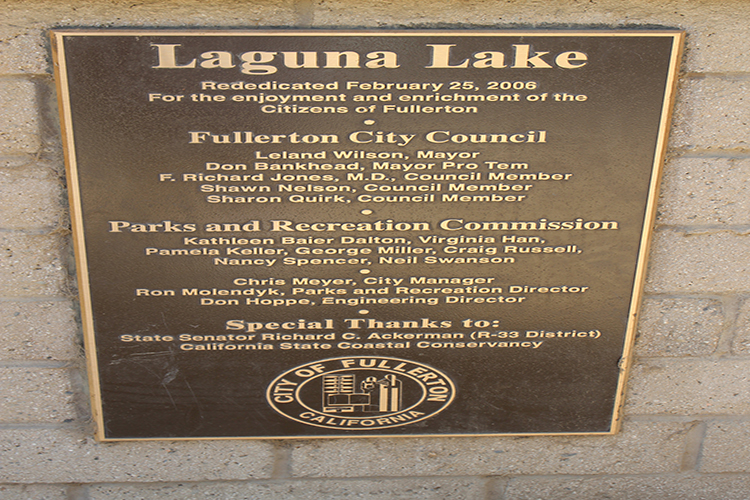 Laguna Lake
Rededicated February 25, 2006
For the enjoyment and enrichment of the
Citizens of Fullerton
•
Fullerton City Council
Leland Wilson, Mayor
Don Bankhead, Mayor Pro Tem
F. Richard Jones, M.D., Council Member
Shawn Nelson, Council Member
Sharon Quirk, Council Member
•
Parks and Recreation Commission
Kathleen Baier Dalton, Virginia Han,
Pamela Keller, George Miller, Craig Russell,
Nancy Spencer, Neil Swanson
•
Chris Meyer, City Manager
Ron Molendyk, Parks and Recreation Director
Don Hoppe, Engineering Director
•
Special Thanks to:
State Senator Richard C. Ackerman (R-33 District)
California State Coastal Conservancy
CITY OF FULLERTON
CALIFORNIA